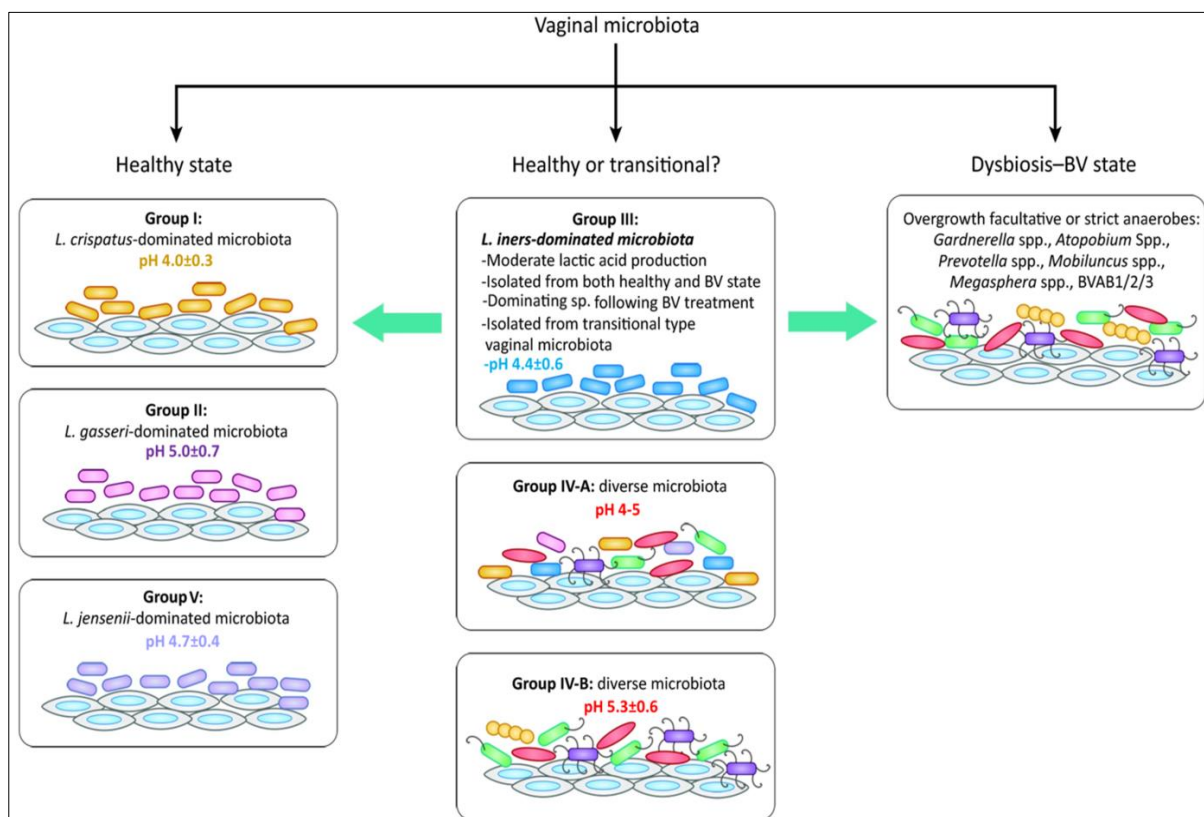 Vaginal microbiota
Healthy state
Group I:
L. crispatus-dominated microbiota
pH 4.0±0.3
Group II:
L. gasseri-dominated microbiota
pH 5.0±0.7
Group V:
L. jensenii-dominated microbiota
pH 4.7±0.4
Healthy or transitional?
Group III:
L. iners-dominated microbiota
-Moderate lactic acid production
-Isolated from both healthy and BV state
-Dominating sp. following BV treatment
-Isolated from transitional type
vaginal microbiota
-pH 4.4±0.6
Group IV-A: diverse microbiota
pH 4-5
Group IV-B: diverse microbiota
pH 5.3±0.6
Dysbiosis–BV state
Overgrowth facultative or strict anaerobes:
Gardnerella spp., Atopobium Spp.,
Prevotella spp., Mobiluncus spp.,
Megasphera spp., BVAB1/2/3